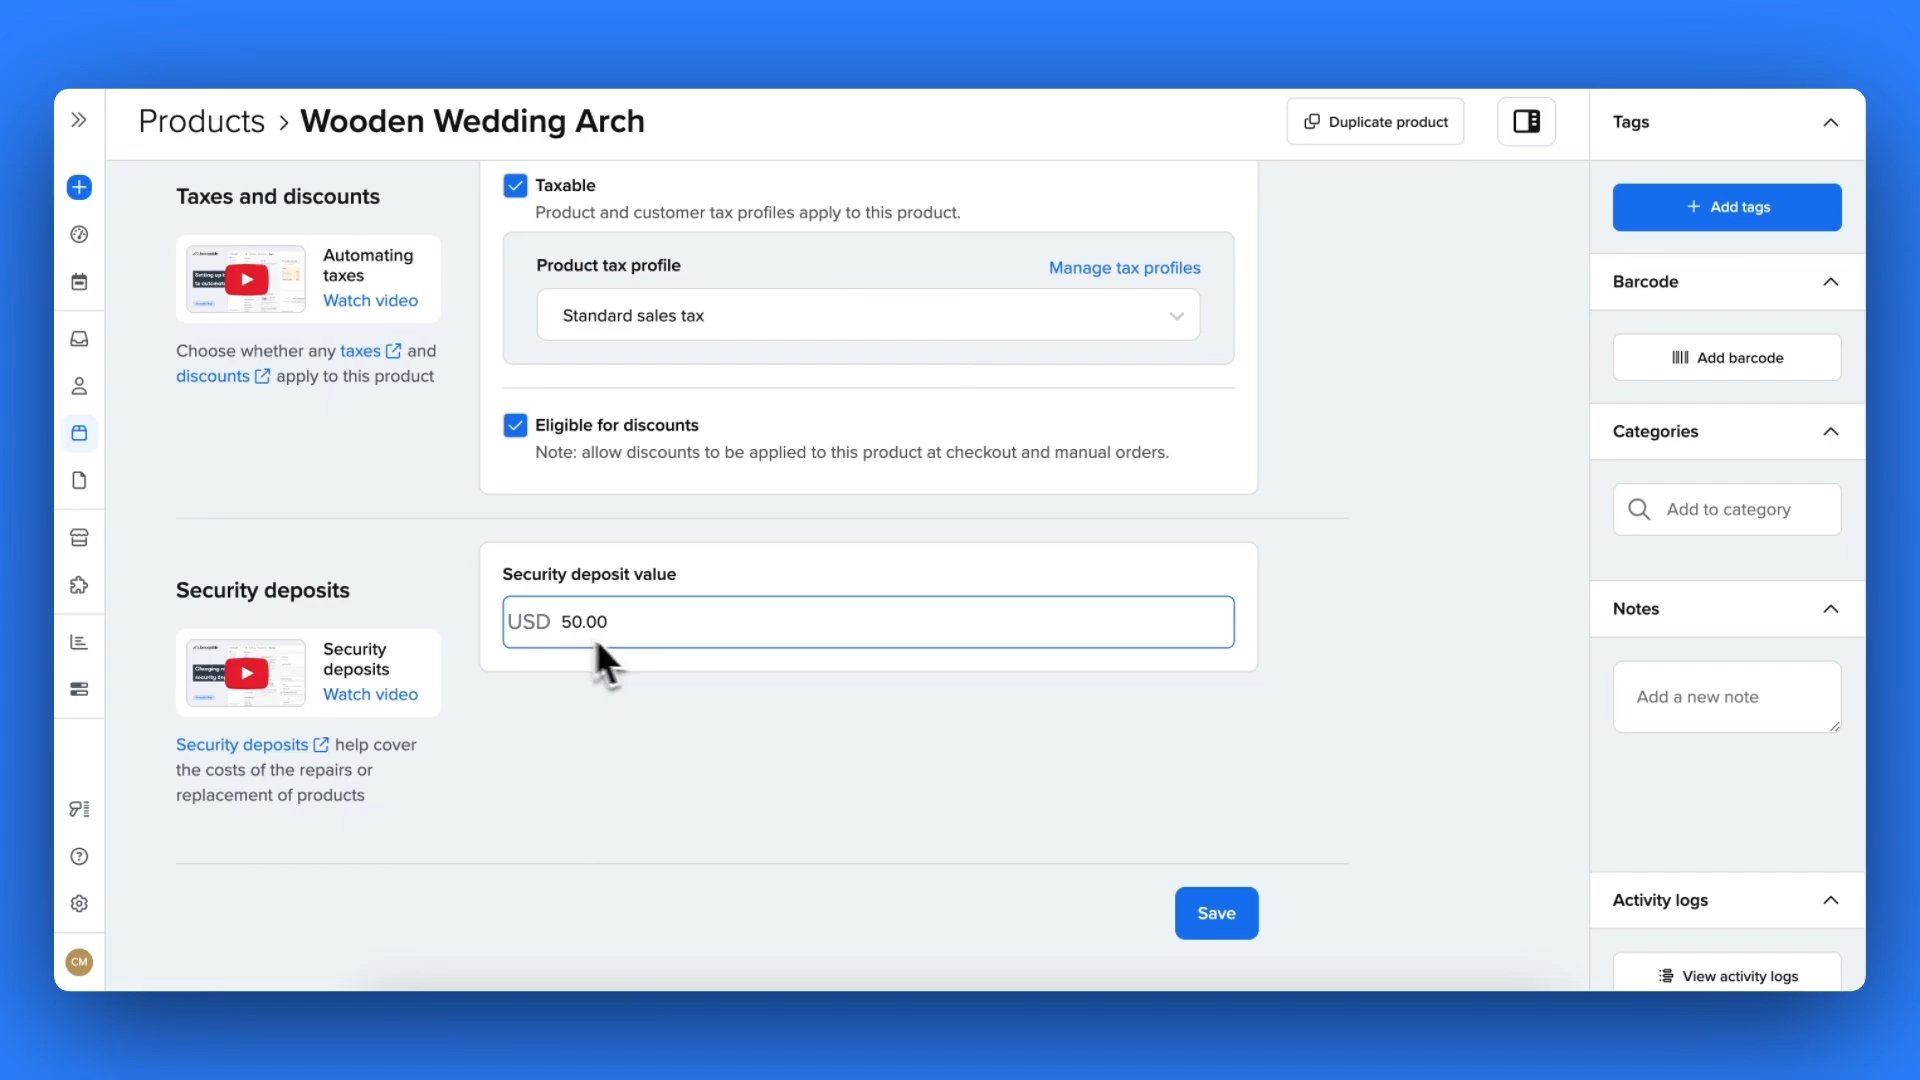 Products > Wooden Wedding Arch
Duplicate product
Taxes and discounts
Automating
taxes
Watch video
Choose whether any taxes and
discounts apply to this product
Taxable
Product and customer tax profiles apply to this product.
Product tax profile
Manage tax profiles
Standard sales tax
Eligible for discounts
Note: allow discounts to be applied to this product at checkout and manual orders.
Security deposits
Security
deposits
Watch video
Security deposits help cover
the costs of the repairs or
replacement of products
Security deposit value
USD 50.00
Save
CM
Tags
+ Add tags
Barcode
Add barcode
Categories
Add to category
Notes
Add a new note
Activity logs
View activity logs